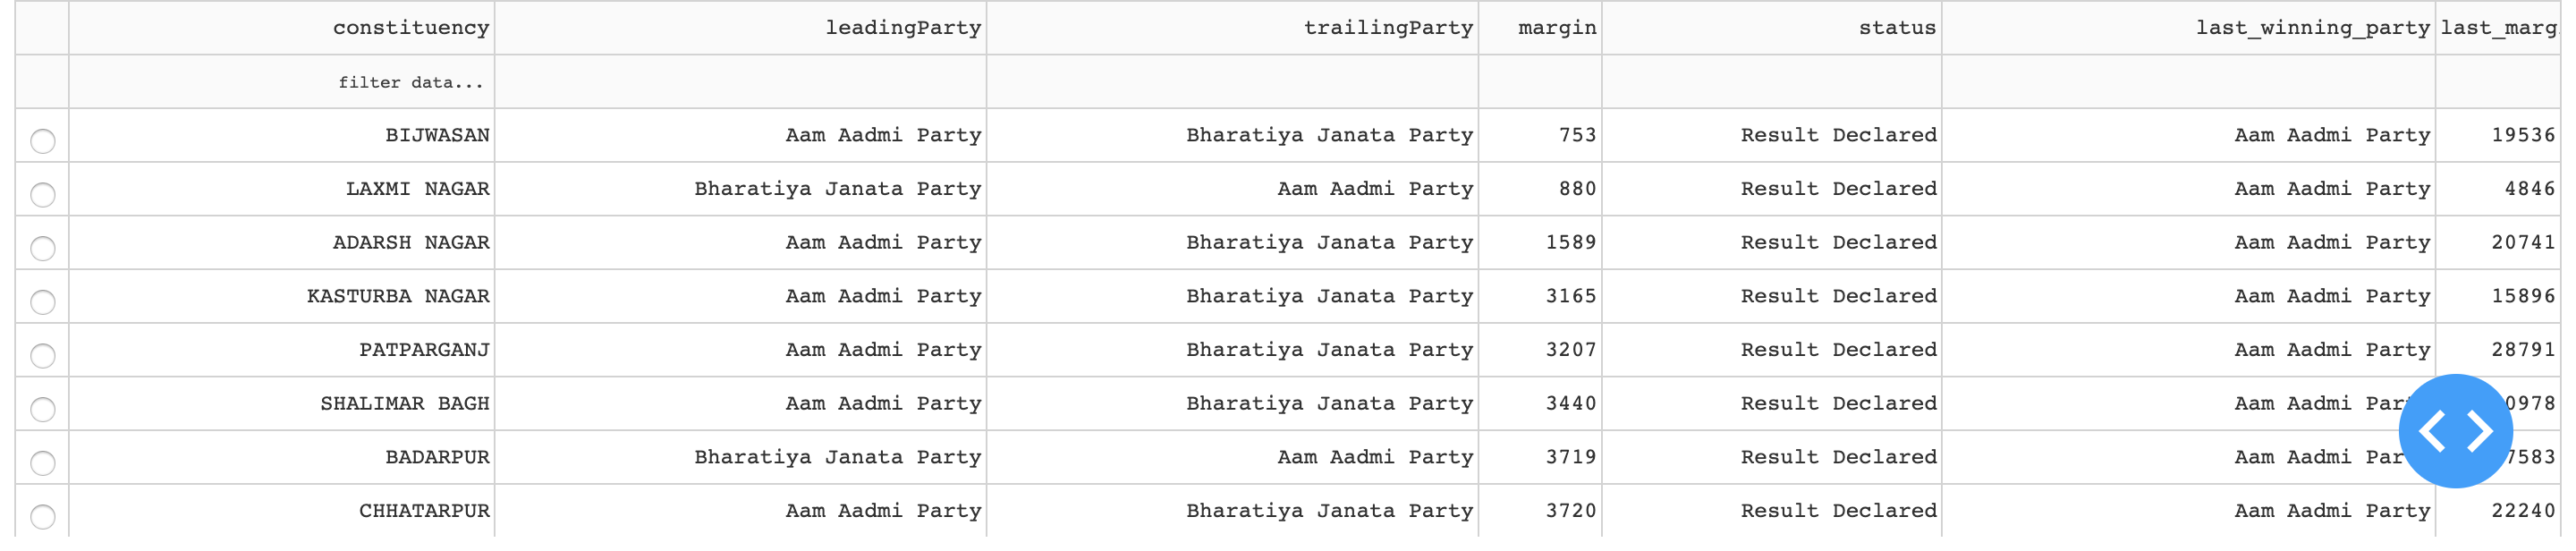 constituency leadingParty trailingParty margin status last_winning_party last_marg
filter data...
BIJWASAN Aam Aadmi Party Bharatiya Janata Party 753 Result Declared Aam Aadmi Party 19536
LAXMI NAGAR Bharatiya Janata Party Aam Aadmi Party 880 Result Declared Aam Aadmi Party 4846
ADARSH NAGAR Aam Aadmi Party Bharatiya Janata Party 1589 Result Declared Aam Aadmi Party 20741
KASTURBA NAGAR Aam Aadmi Party Bharatiya Janata Party 3165 Result Declared Aam Aadmi Party 15896
PATPARGANJ Aam Aadmi Party Bharatiya Janata Party 3207 Result Declared Aam Aadmi Party 28791
SHALIMAR BAGH Aam Aadmi Party Bharatiya Janata Party 3440 Result Declared Aam Aadmi Par 0978
BADARPUR Bharatiya Janata Party Aam Aadmi Party 3719 Result Declared Aam Aadmi Par 7583
CHHATARPUR Aam Aadmi Party Bharatiya Janata Party 3720 Result Declared Aam Aadmi Party 22240